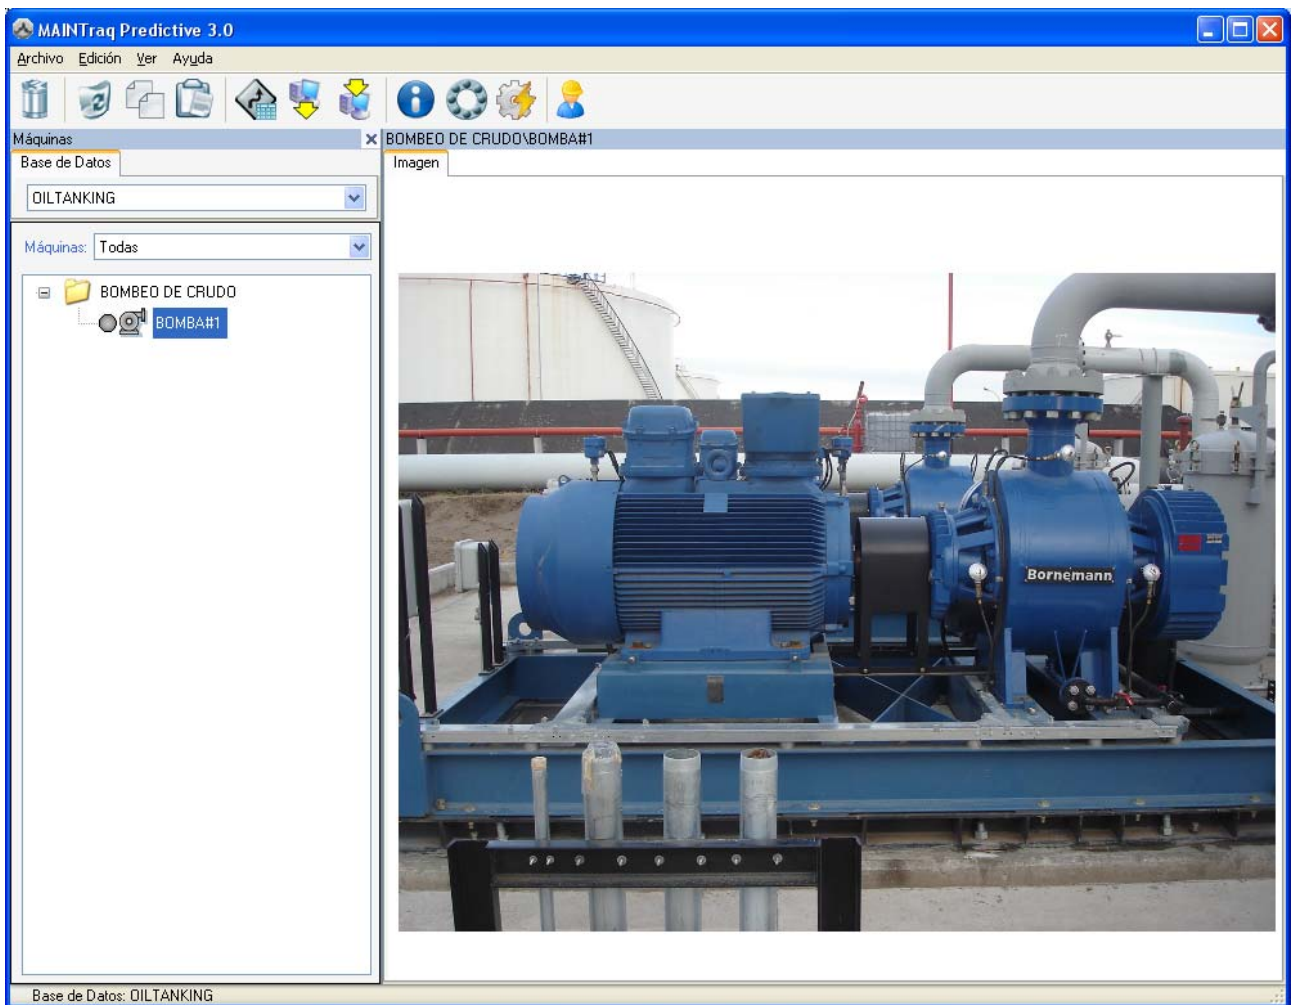 MAINTraq Predictive 3.0
Archivo Edición Ver Ayuda
Máquinas
Base de Datos
OILTANKING
Máquinas: Todas
BOMBEO DE CRUDO
BOMBA#1
BOMBEO DE CRUDO\BOMBA#1
Imagen
Bornemann
Base de Datos: OILTANKING